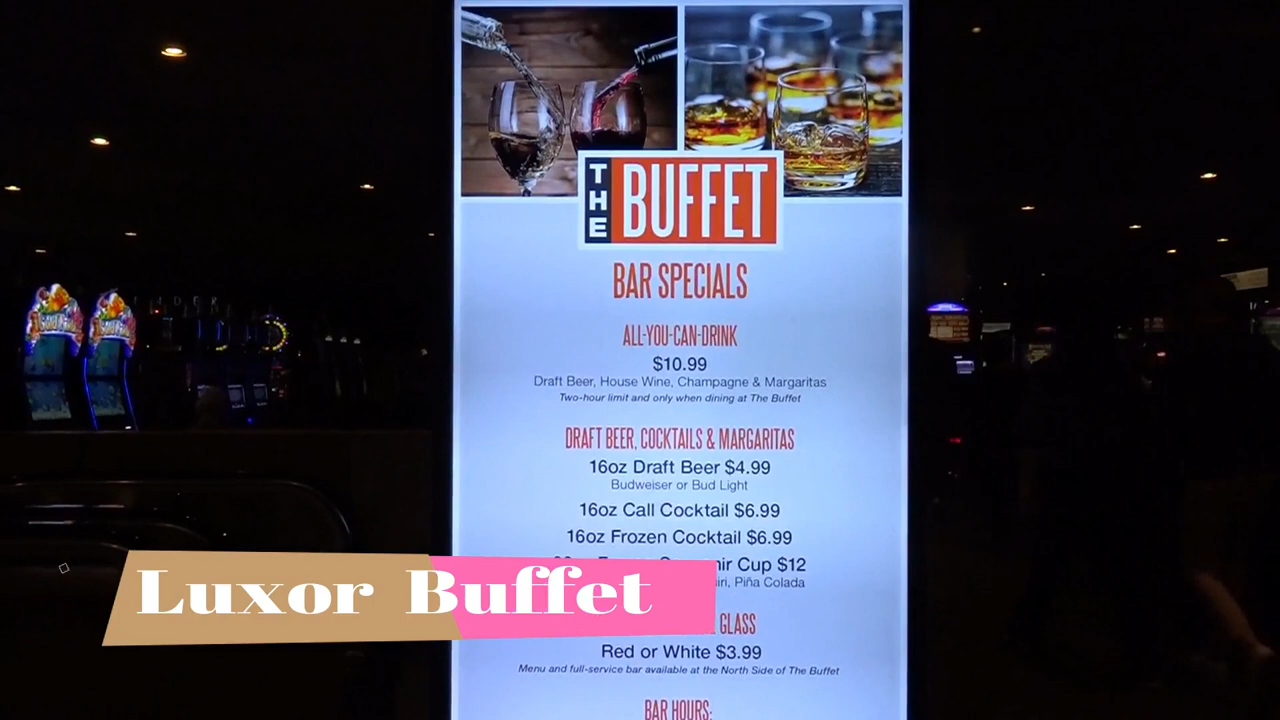 THE BUFFET
BAR SPECIALS
ALL-YOU-CAN-DRINK
$10.99
Draft Beer, House Wine, Champagne & Margaritas
Two-hour limit and only when dining at The Buffet
DRAFT BEER, COCKTAILS & MARGARITAS
16oz Draft Beer $4.99
Budweiser or Bud Light
16oz Call Cocktail $6.99
16oz Frozen Cocktail $6.99
Cup $12
Piña Colada
Luxor Buffet
GLASS
Red or White $3.99
Menu and full-service bar available at the North Side of The Buffet
BAR HOURS: